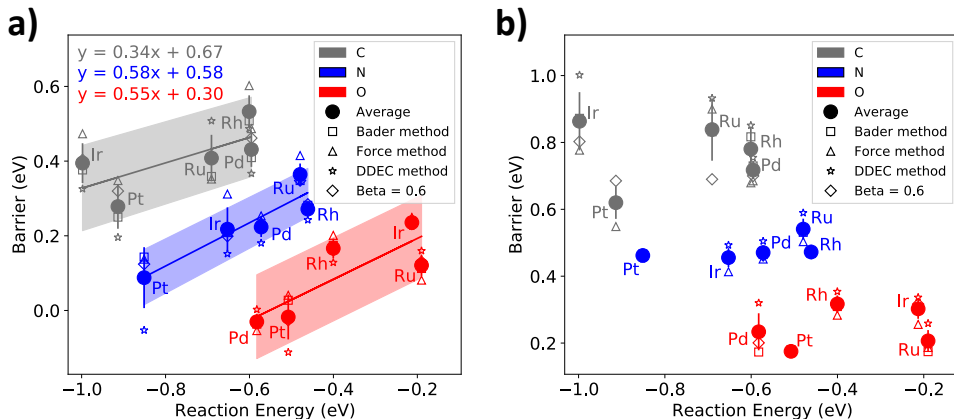 a)
y = 0.34x + 0.67
y = 0.58x + 0.58
y = 0.55x + 0.30
C
N
O
Average
Bader method
Force method
DDEC method
Beta = 0.6
Ir
Pt
Ru
Rh
Pd
Pt
Ir
Pd
Ru
Rh
Pd
Pt
Rh
Ir
Ru
0.6
0.4
0.2
0.0
Barrier (eV)
−1.0
−0.8
−0.6
−0.4
−0.2
Reaction Energy (eV)
b)
C
N
O
Average
Bader method
Force method
DDEC method
Beta = 0.6
Ir
Pt
Ru
Rh
Pd
Pt
Ir
Pd
Ru
Rh
Pd
Pt
Rh
Ir
Ru
1.0
0.8
0.6
0.4
0.2
Barrier (eV)
−1.0
−0.8
−0.6
−0.4
−0.2
Reaction Energy (eV)